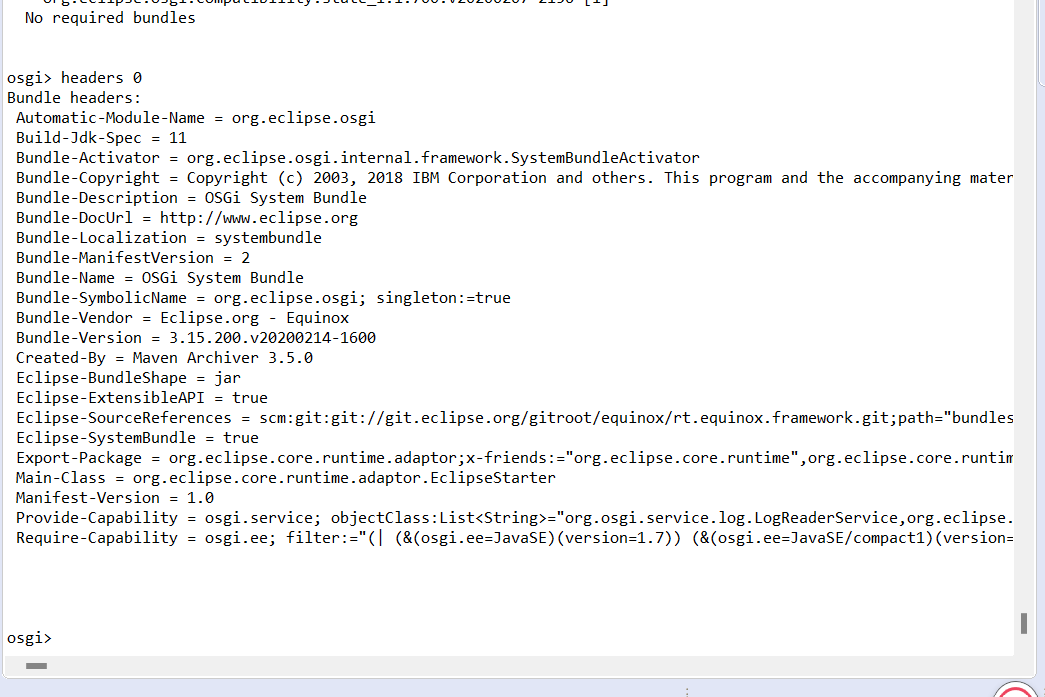 No required bundles
osgi> headers 0
Bundle headers:
Automatic-Module-Name = org.eclipse.osgi
Build-Jdk-Spec = 11
Bundle-Activator = org.eclipse.osgi.internal.framework.SystemBundleActivator
Bundle-Copyright = Copyright (c) 2003, 2018 IBM Corporation and others. This program and the accompanying mater
Bundle-Description = OSGi System Bundle
Bundle-DocUrl = http://www.eclipse.org
Bundle-Localization = systembundle
Bundle-ManifestVersion = 2
Bundle-Name = OSGi System Bundle
Bundle-SymbolicName = org.eclipse.osgi; singleton:=true
Bundle-Vendor = Eclipse.org - Equinox
Bundle-Version = 3.15.200.v20200214-1600
Created-By = Maven Archiver 3.5.0
Eclipse-BundleShape = jar
Eclipse-ExtensibleAPI = true
Eclipse-SourceReferences = scm:git:git://git.eclipse.org/gitroot/equinox/rt.equinox.framework.git;path="bundles
Eclipse-SystemBundle = true
Export-Package = org.eclipse.core.runtime.adaptor;x-friends:="org.eclipse.core.runtime",org.eclipse.core.runtim
Main-Class = org.eclipse.core.runtime.adaptor.EclipseStarter
Manifest-Version = 1.0
Provide-Capability = osgi.service; objectClass:List<String>="org.osgi.service.log.LogReaderService,org.eclipse.
Require-Capability = osgi.ee; filter:="(| (&(osgi.ee=JavaSE)(version=1.7)) (&(osgi.ee=JavaSE/compact1)(version=
osgi>